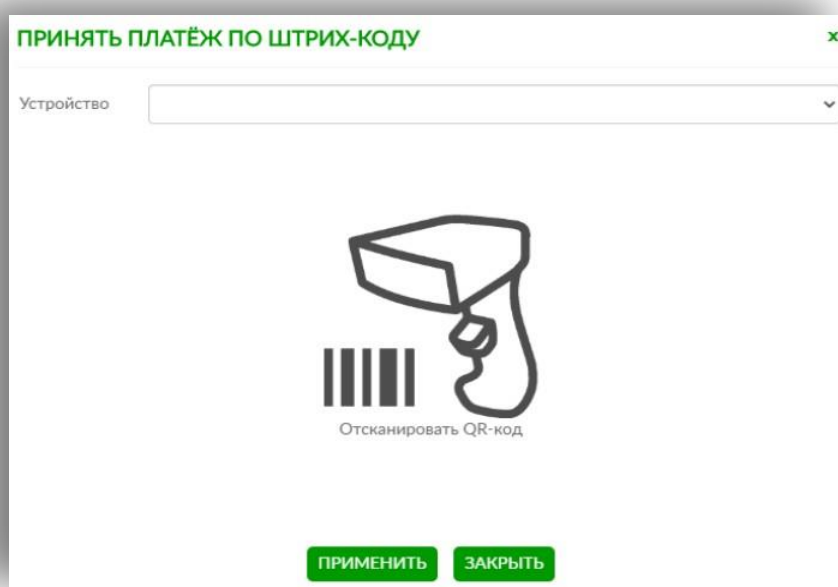 ПРИНЯТЬ ПЛАТЁЖ ПО ШТРИХ-КОДУ x
Устройство
Отсканировать QR-код
ПРИМЕНИТЬ ЗАКРЫТЬ